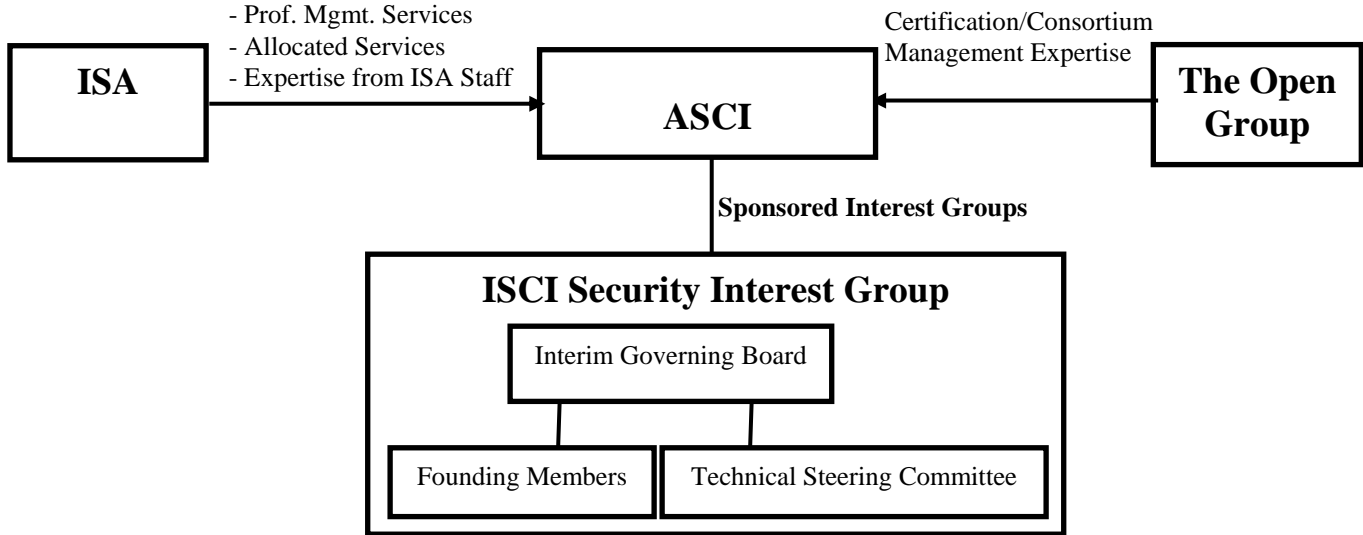 ISA
- Prof. Mgmt. Services
- Allocated Services
- Expertise from ISA Staff
ASCI
Certification/Consortium
Management Expertise
The Open
Group
Sponsored Interest Groups
ISCI Security Interest Group
Interim Governing Board
Founding Members
Technical Steering Committee